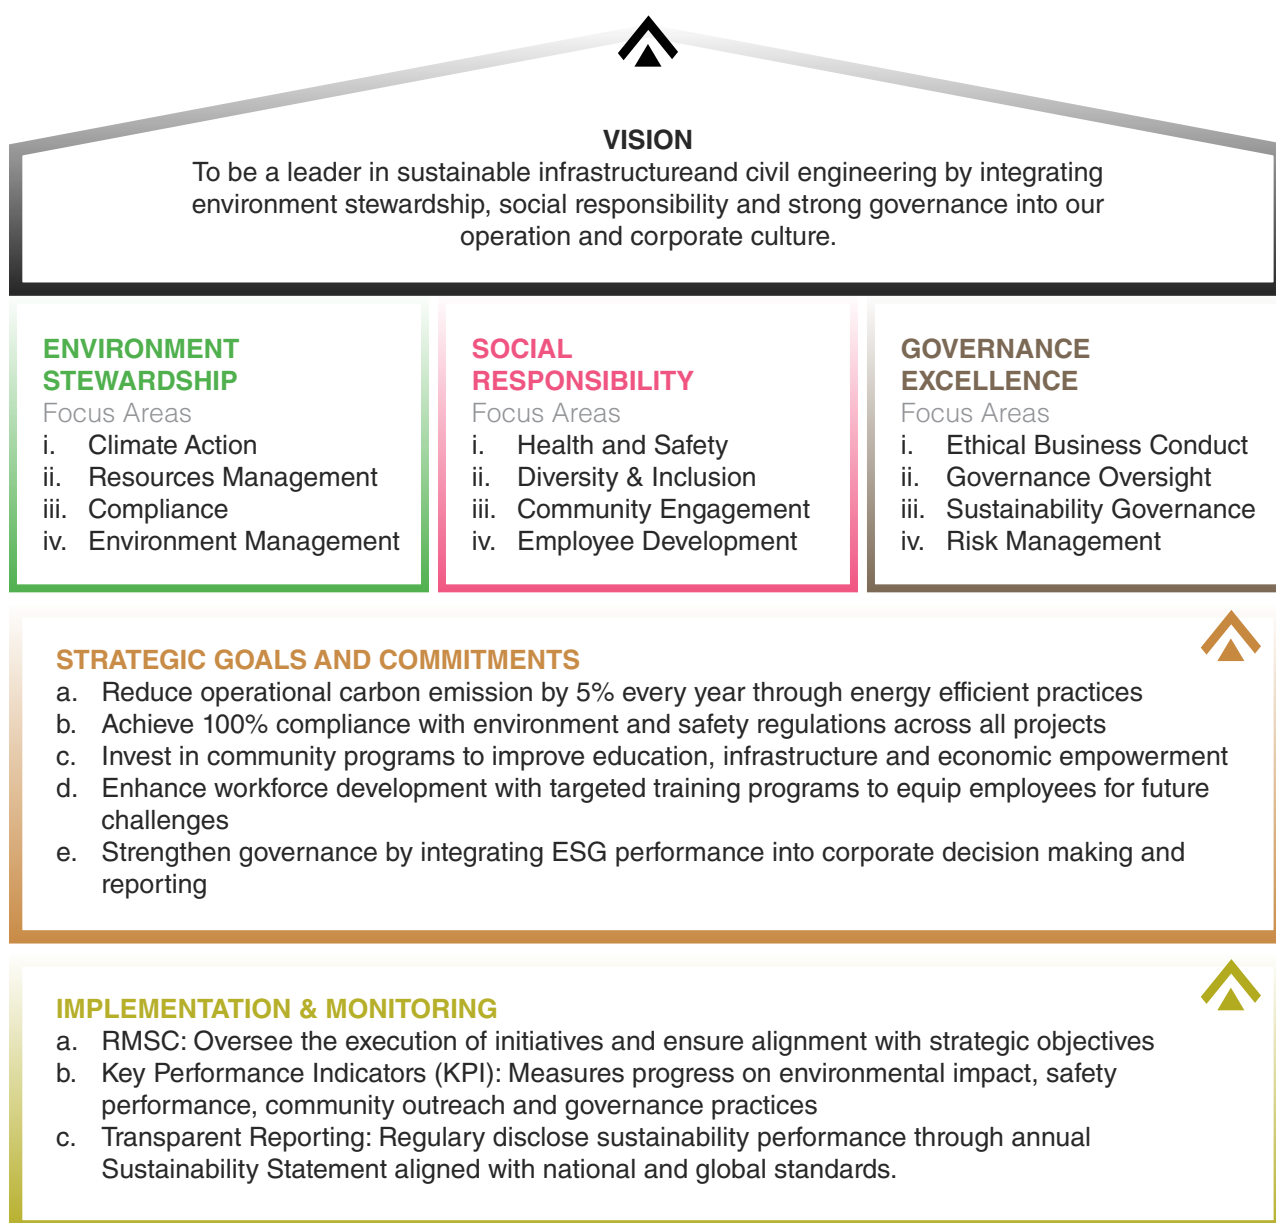 VISION
To be a leader in sustainable infrastructureand civil engineering by integrating
environment stewardship, social responsibility and strong governance into our
operation and corporate culture.
ENVIRONMENT
STEWARDSHIP
Focus Areas
i. Climate Action
ii. Resources Management
iii. Compliance
iv. Environment Management
SOCIAL
RESPONSIBILITY
Focus Areas
i. Health and Safety
ii. Diversity & Inclusion
iii. Community Engagement
iv. Employee Development
GOVERNANCE
EXCELLENCE
Focus Areas
i. Ethical Business Conduct
ii. Governance Oversight
iii. Sustainability Governance
iv. Risk Management
STRATEGIC GOALS AND COMMITMENTS
a. Reduce operational carbon emission by 5% every year through energy efficient practices
b. Achieve 100% compliance with environment and safety regulations across all projects
c. Invest in community programs to improve education, infrastructure and economic empowerment
d. Enhance workforce development with targeted training programs to equip employees for future
challenges
e. Strengthen governance by integrating ESG performance into corporate decision making and
reporting
IMPLEMENTATION & MONITORING
a. RMSC: Oversee the execution of initiatives and ensure alignment with strategic objectives
b. Key Performance Indicators (KPI): Measures progress on environmental impact, safety
performance, community outreach and governance practices
c. Transparent Reporting: Regulary disclose sustainability performance through annual
Sustainability Statement aligned with national and global standards.